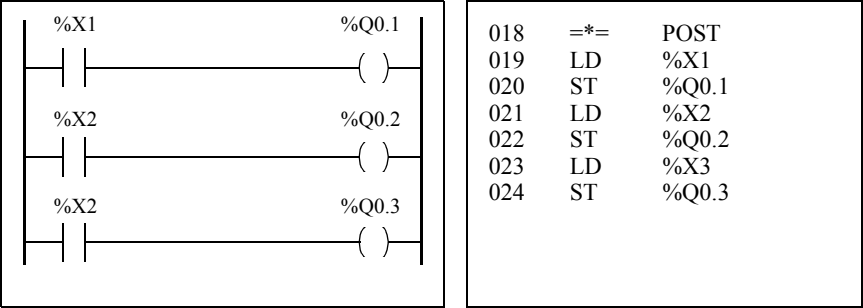 %X1 %Q0.1
%X2 %Q0.2
%X2 %Q0.3
018 =*= POST
019 LD %X1
020 ST %Q0.1
021 LD %X2
022 ST %Q0.2
023 LD %X3
024 ST %Q0.3